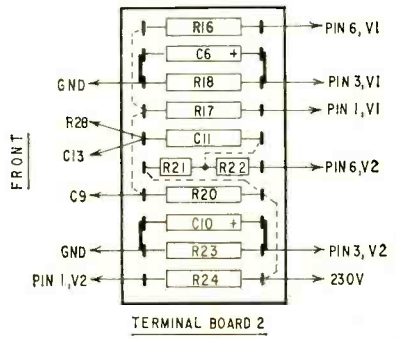 R16 PIN 6, V1
C6 +
GND R18 PIN 3, V1
R17 PIN 1, V1
R28
C11
C13
R21 R22 PIN 6, V2
C9 R20
C10 +
GND R23 PIN 3, V2
PIN 1, V2 R24 230V
FRONT
TERMINAL BOARD 2